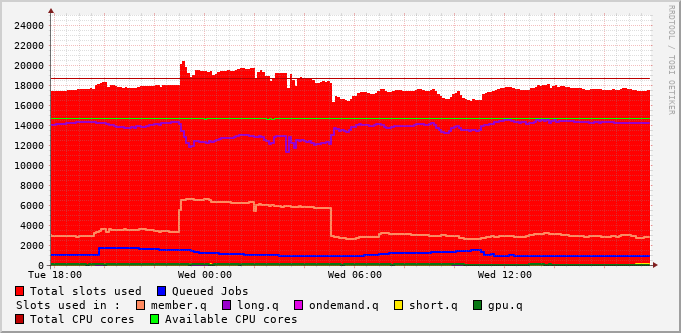 RRDTOOL / TOBI OETIKER
24000
22000
20000
18000
16000
14000
12000
10000
8000
6000
4000
2000
0
Tue 18:00 Wed 00:00 Wed 06:00 Wed 12:00
Total slots used Queued Jobs
Slots used in : member.q long.q ondemand.q short.q gpu.q
Total CPU cores Available CPU cores